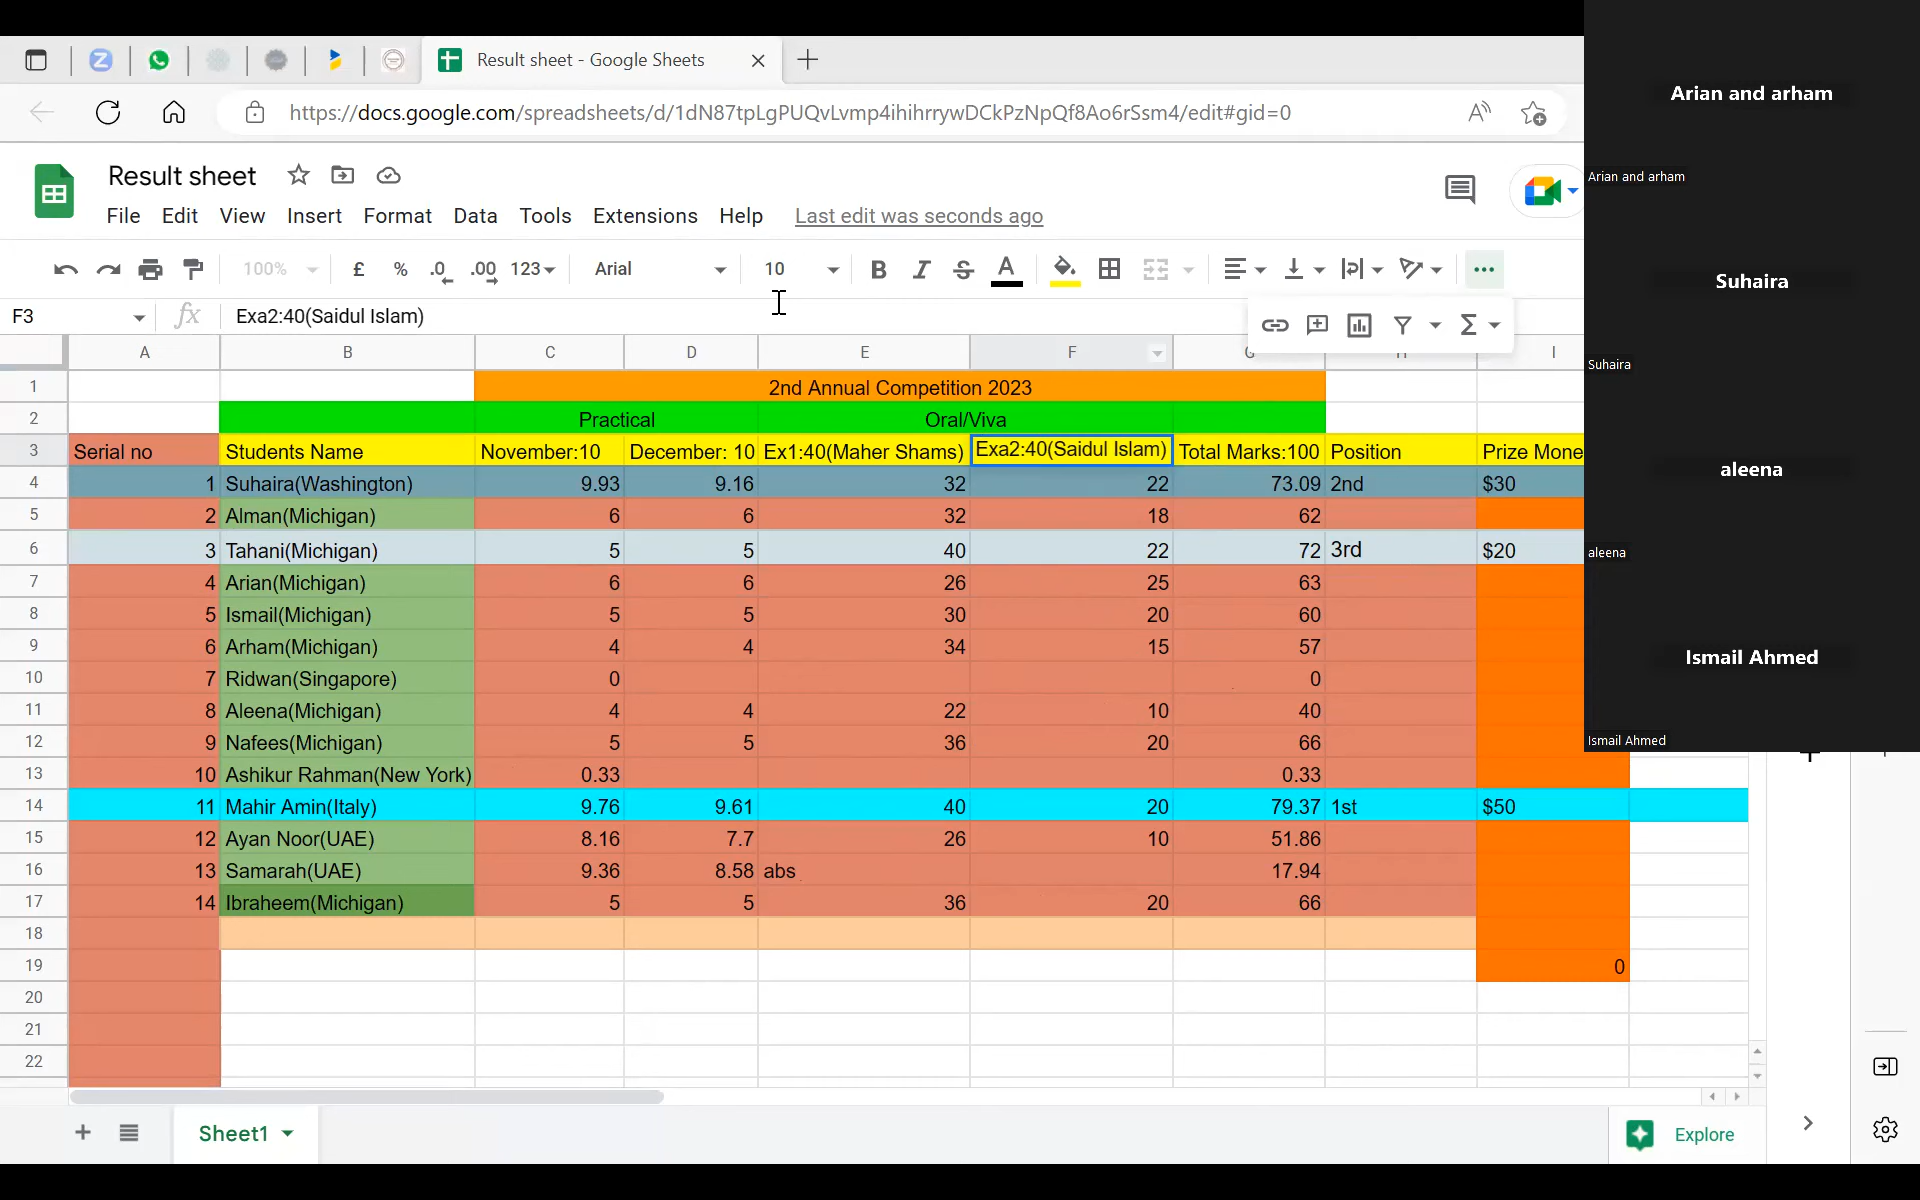 Result sheet - Google Sheets
https://docs.google.com/spreadsheets/d/1dN87tpLgPUQvLvmp4ihihrrywDCkPzNpQf8Ao6rSsm4/edit#gid=0
Result sheet
File Edit View Insert Format Data Tools Extensions Help Last edit was seconds ago
100% £ % .0 .00 123 Arial 10 B I S A
F3 fx Exa2:40(Saidul Islam)
A B C D E F G H I
1 2nd Annual Competition 2023
2 Practical Oral/Viva
3 Serial no Students Name November:10 December: 10 Ex1:40(Maher Shams) Exa2:40(Saidul Islam) Total Marks:100 Position Prize Mone
4 1 Suhaira(Washington) 9.93 9.16 32 22 73.09 2nd $30
5 2 Alman(Michigan) 6 6 32 18 62
6 3 Tahani(Michigan) 5 5 40 22 72 3rd $20
7 4 Arian(Michigan) 6 6 26 25 63
8 5 Ismail(Michigan) 5 5 30 20 60
9 6 Arham(Michigan) 4 4 34 15 57
10 7 Ridwan(Singapore) 0 0
11 8 Aleena(Michigan) 4 4 22 10 40
12 9 Nafees(Michigan) 5 5 36 20 66
13 10 Ashikur Rahman(New York) 0.33 0.33
14 11 Mahir Amin(Italy) 9.76 9.61 40 20 79.37 1st $50
15 12 Ayan Noor(UAE) 8.16 7.7 26 10 51.86
16 13 Samarah(UAE) 9.36 8.58 abs 17.94
17 14 Ibraheem(Michigan) 5 5 36 20 66
18
19 0
20
21
22
Sheet1
Explore
Arian and arham
Arian and arham
Suhaira
Suhaira
aleena
aleena
Ismail Ahmed
Ismail Ahmed